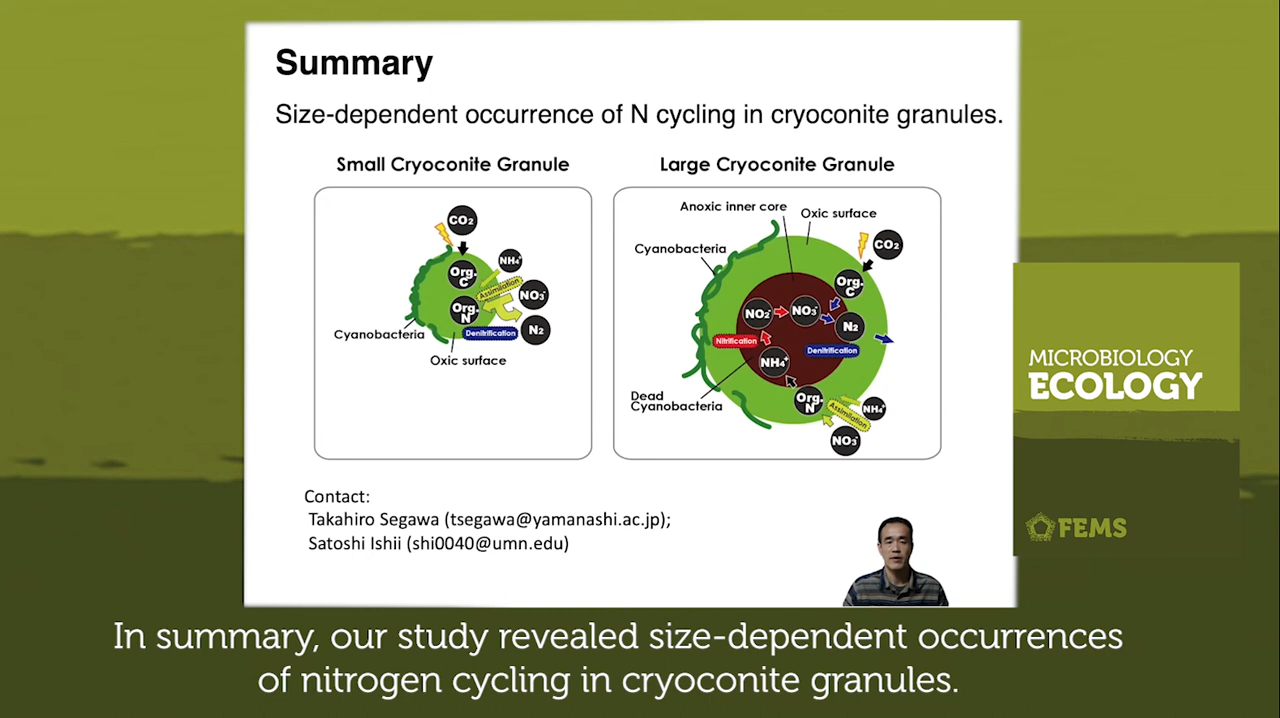 Summary
Size-dependent occurrence of N cycling in cryoconite granules.
Small Cryoconite Granule
CO2
Org. C
NH4+
Assimilation
NO3-
Org. N
Denitrification
N2
Cyanobacteria
Oxic surface
Large Cryoconite Granule
Anoxic inner core
Oxic surface
Cyanobacteria
CO2
Org. C
NO2-
NO3-
N2
Nitrification
Denitrification
NH4+
Dead
Cyanobacteria
Org. N
Assimilation
NH4+
NO3-
Contact:
Takahiro Segawa (tsegawa@yamanashi.ac.jp);
Satoshi Ishii (shi0040@umn.edu)
MICROBIOLOGY
ECOLOGY
FEMS
In summary, our study revealed size-dependent occurrences
of nitrogen cycling in cryoconite granules.